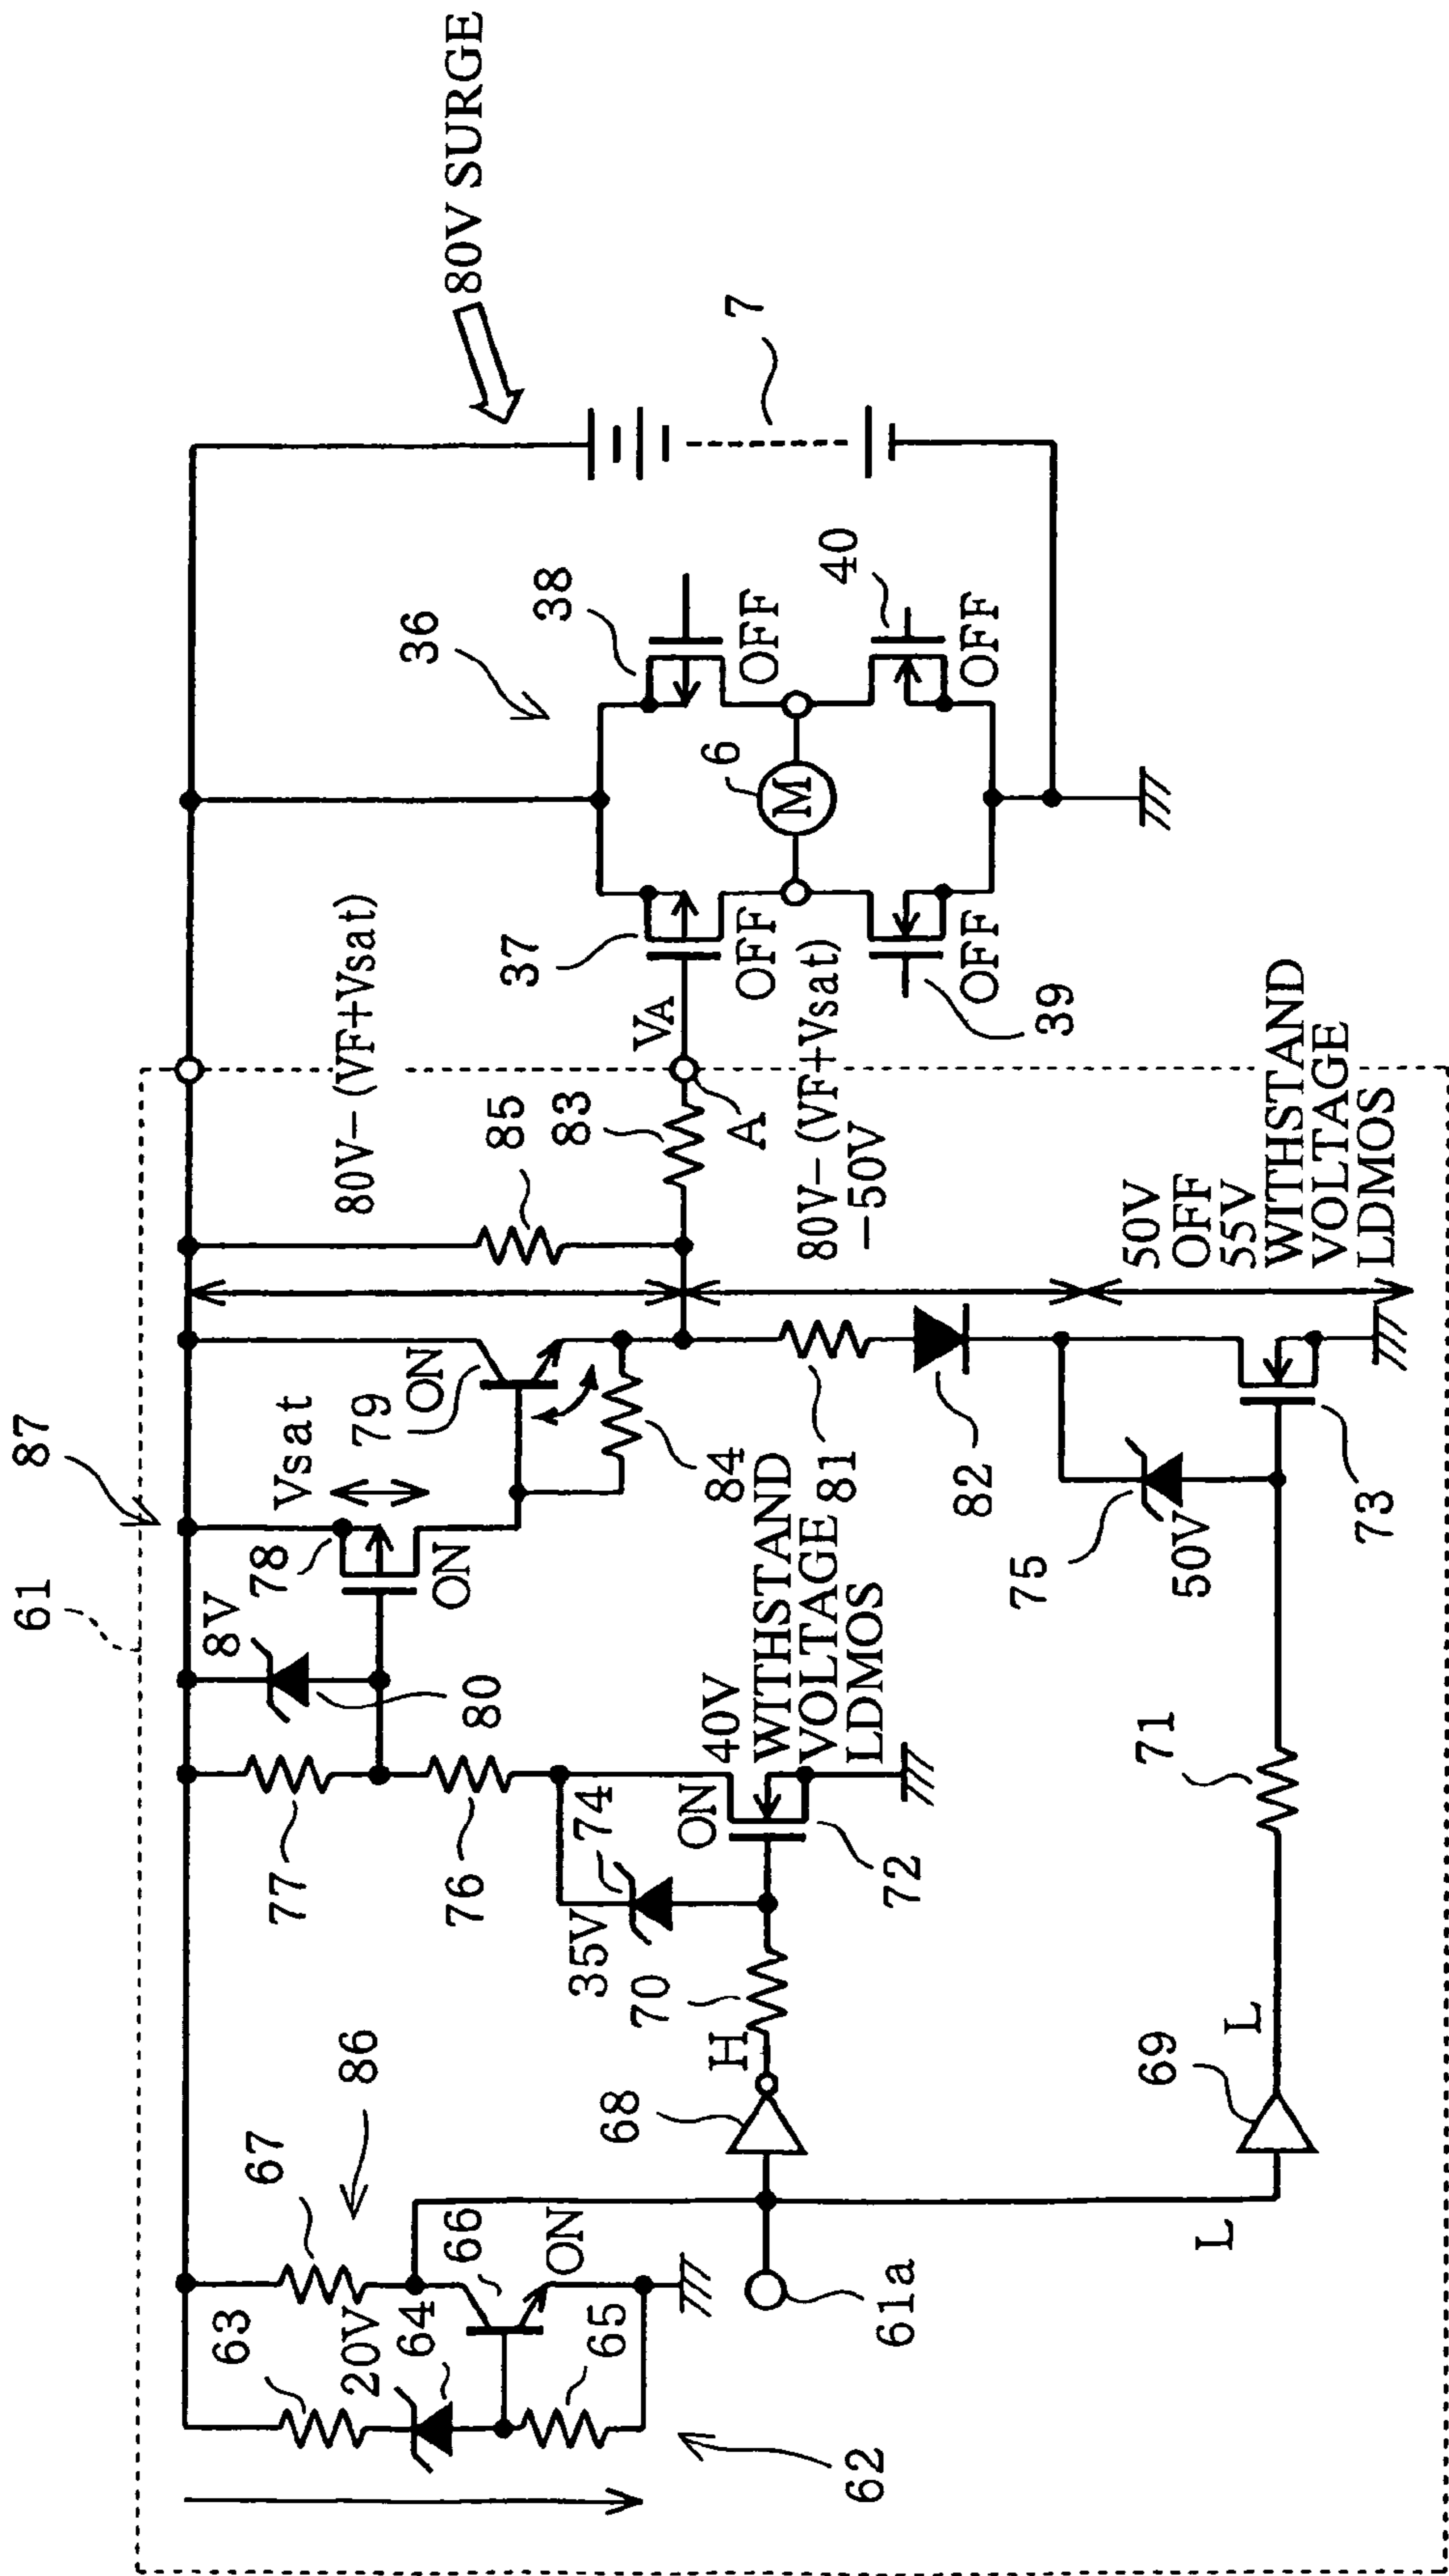 61
87
86
62
63
20V
64
65
66
ON
67
61a
L
68
H
70
35V
74
ON
72
40V
WITHSTAND
VOLTAGE
LDMOS
77
76
8V
80
78
ON
Vsat
79
ON
84
81
82
85
83
80V-(VF+Vsat)
A
VA
80V-(VF+Vsat)
-50V
50V
OFF
55V
WITHSTAND
VOLTAGE
LDMOS
69
L
71
75
50V
73
36
37
OFF
38
OFF
6
M
39
OFF
40
OFF
7
80V SURGE